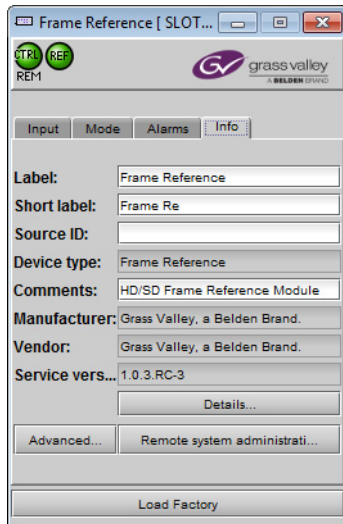 Frame Reference [ SLOT...
CTRL REF
REM
grass valley
A BELDEN BRAND
Input Mode Alarms Info
Label: Frame Reference
Short label: Frame Re
Source ID:
Device type: Frame Reference
Comments: HD/SD Frame Reference Module
Manufacturer: Grass Valley, a Belden Brand.
Vendor: Grass Valley, a Belden Brand.
Service vers... 1.0.3.RC-3
Details...
Advanced... Remote system administrati...
Load Factory